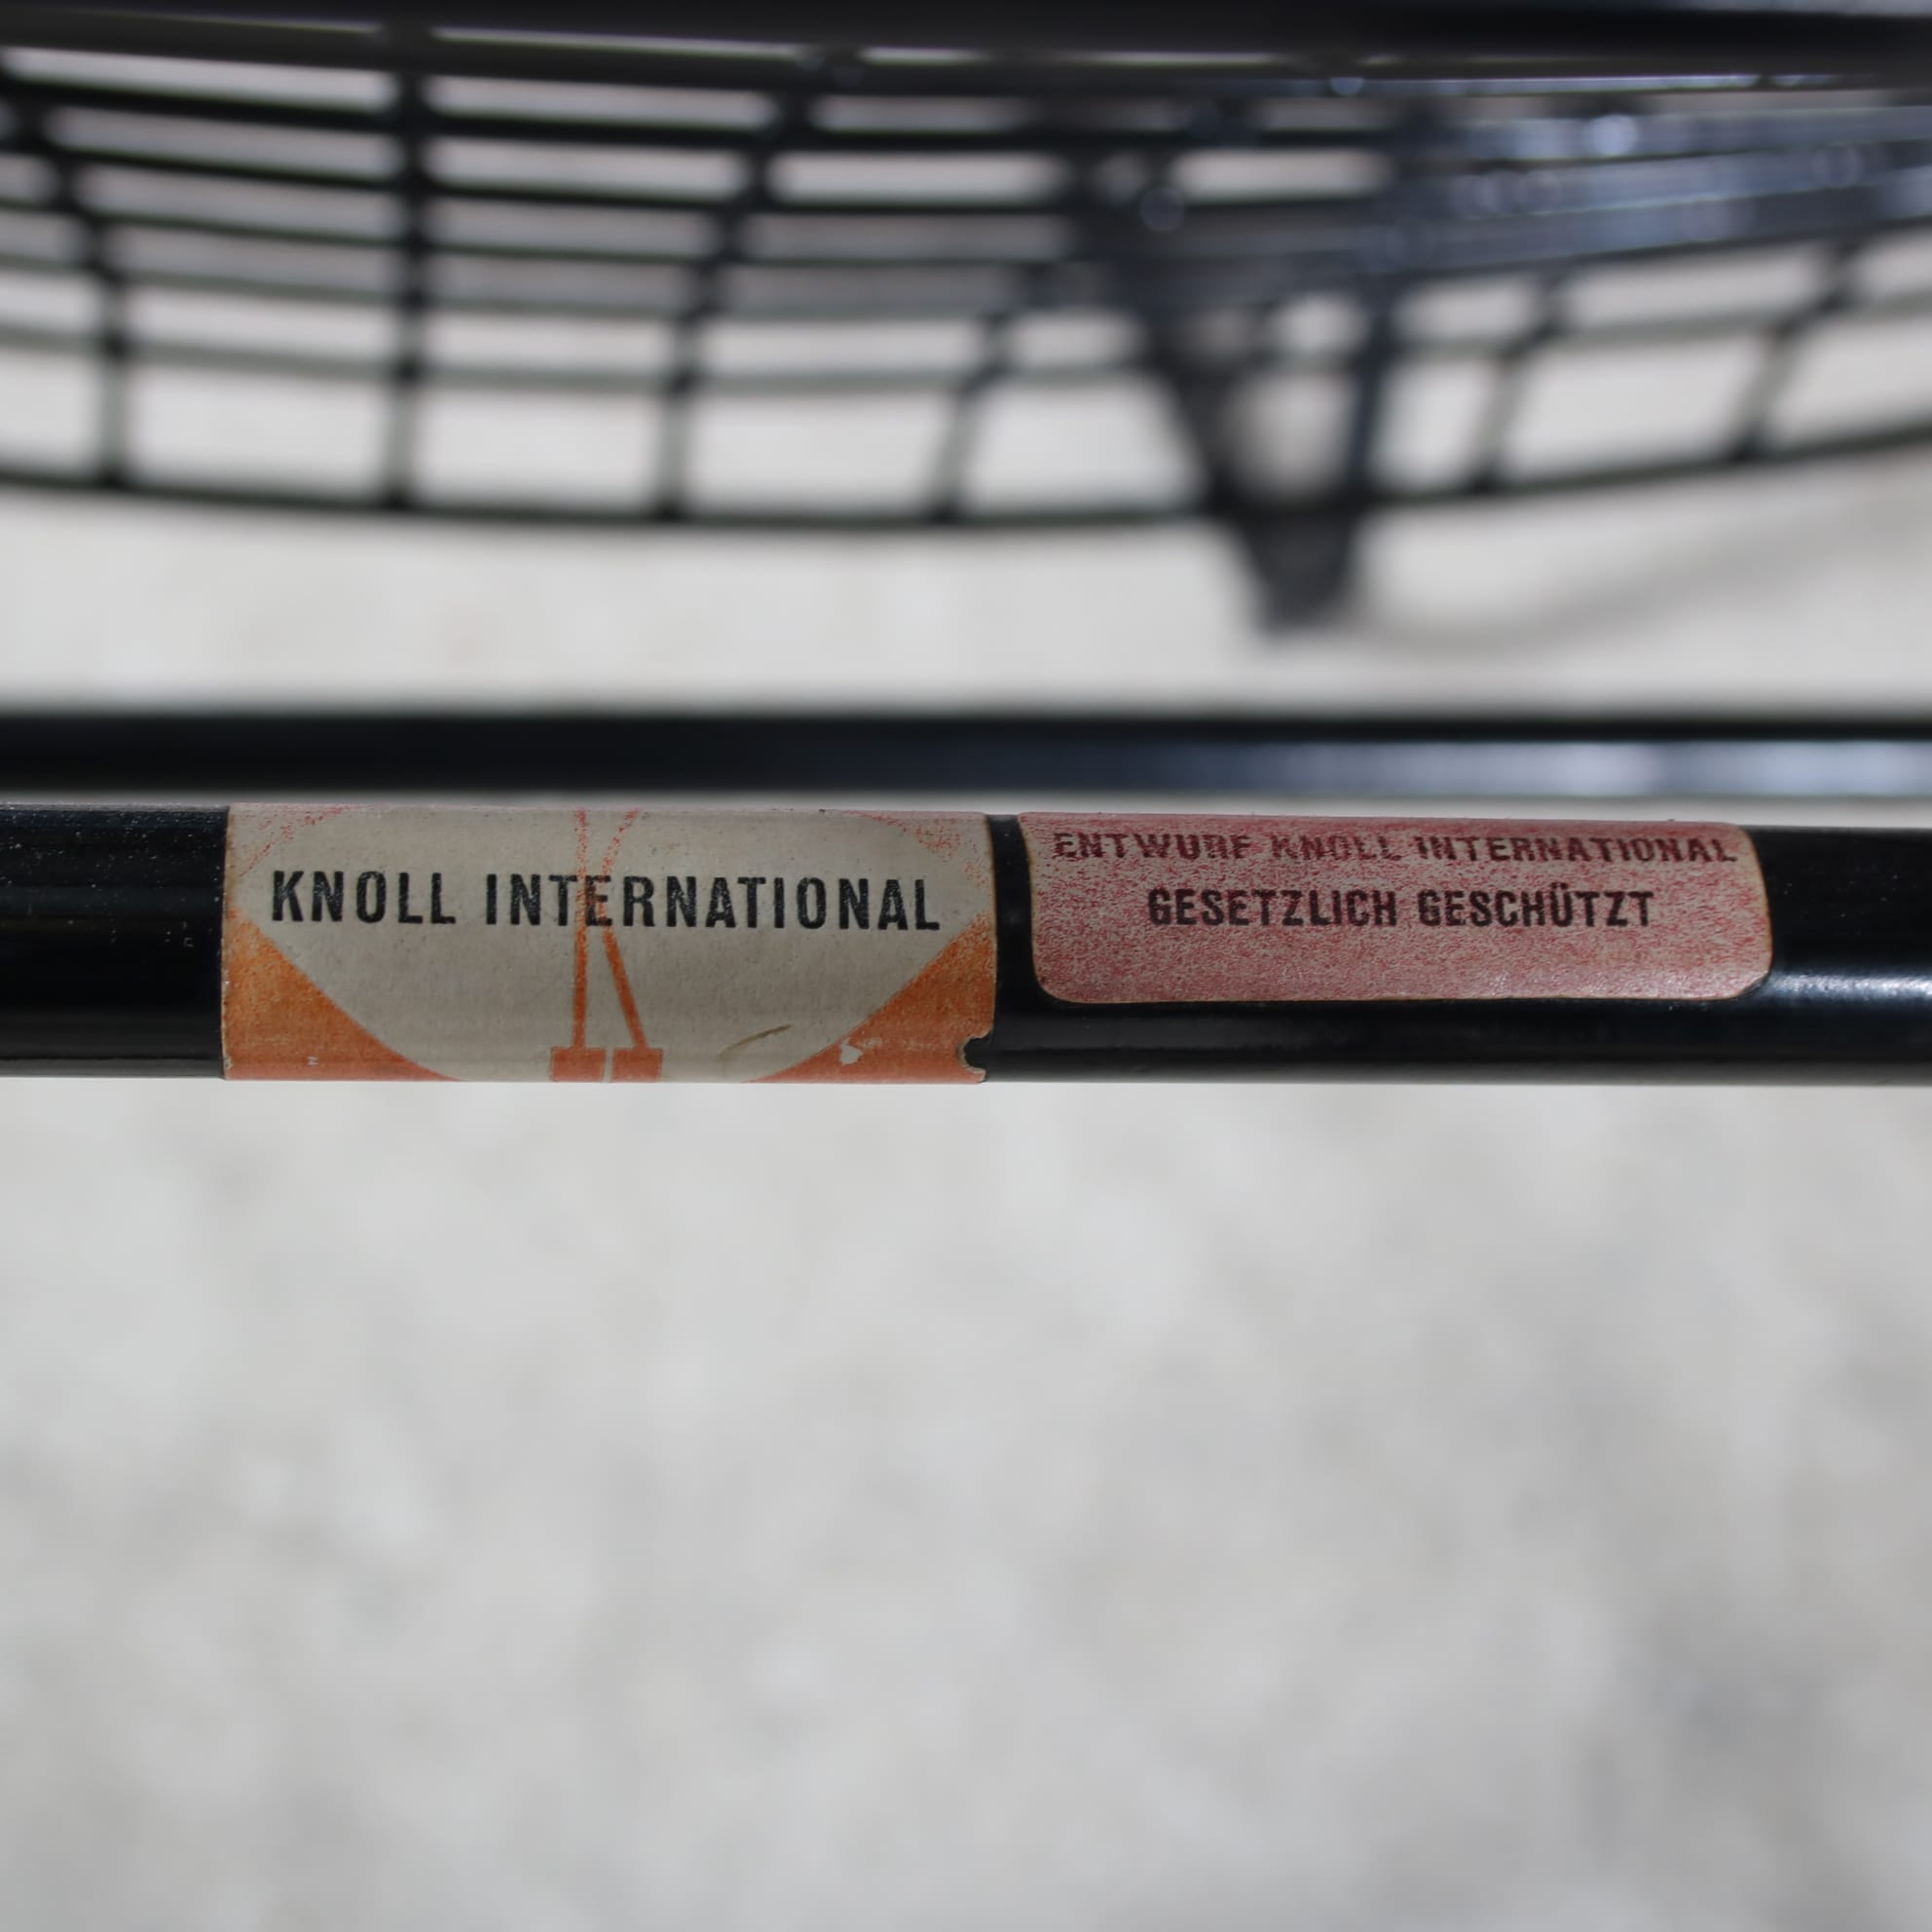 KNOLL INTERNATIONAL
ENTWURF KNOLL INTERNATIONAL
GESETZLICH GESCHÜTZT